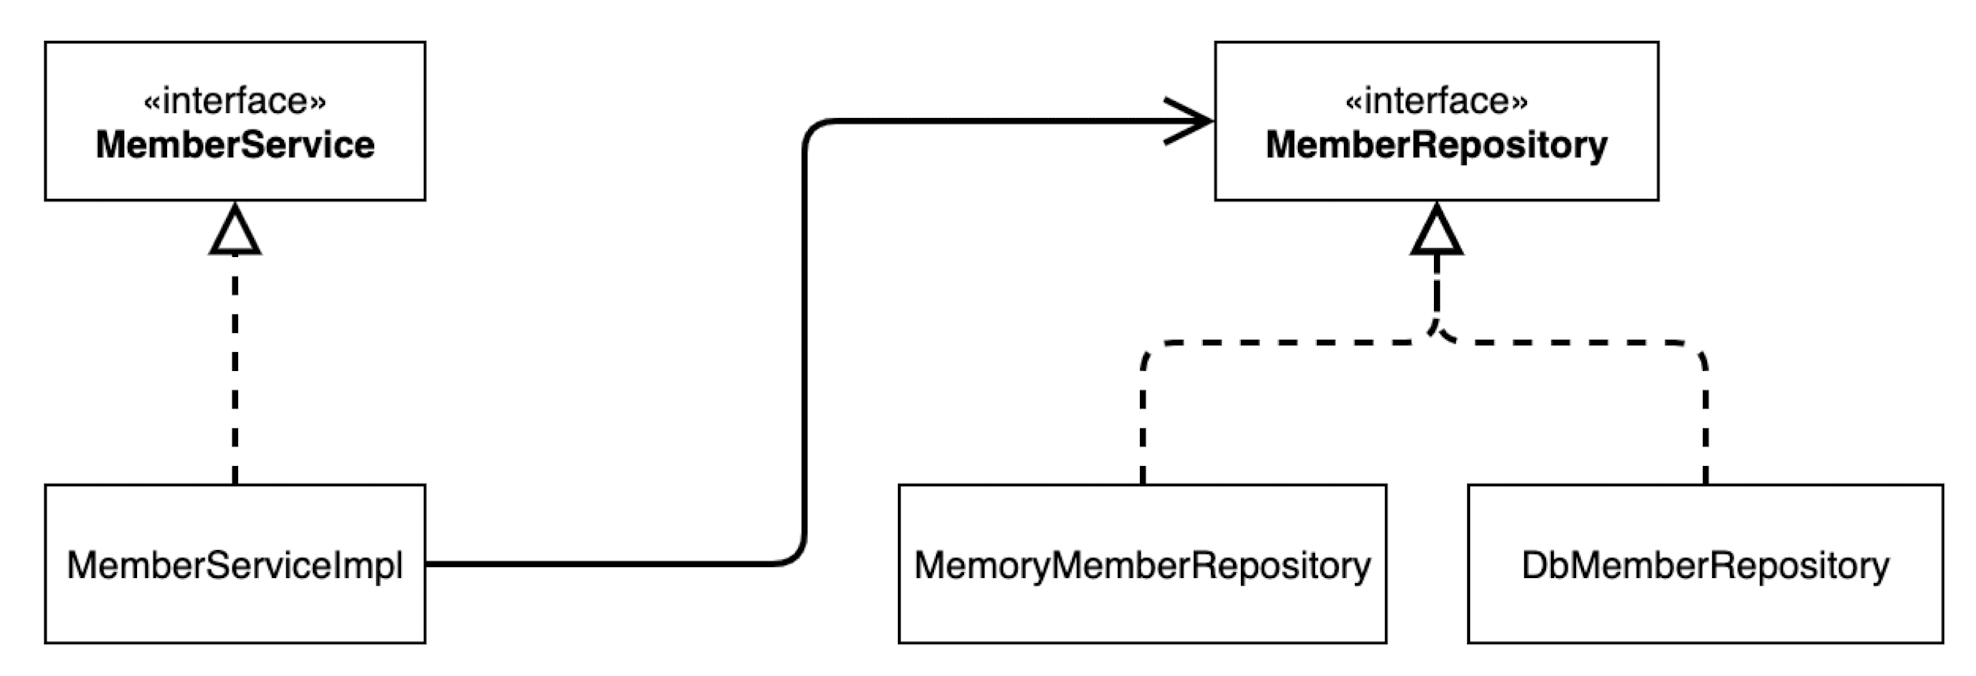 «interface»
MemberService
«interface»
MemberRepository
MemberServiceImpl
MemoryMemberRepository
DbMemberRepository